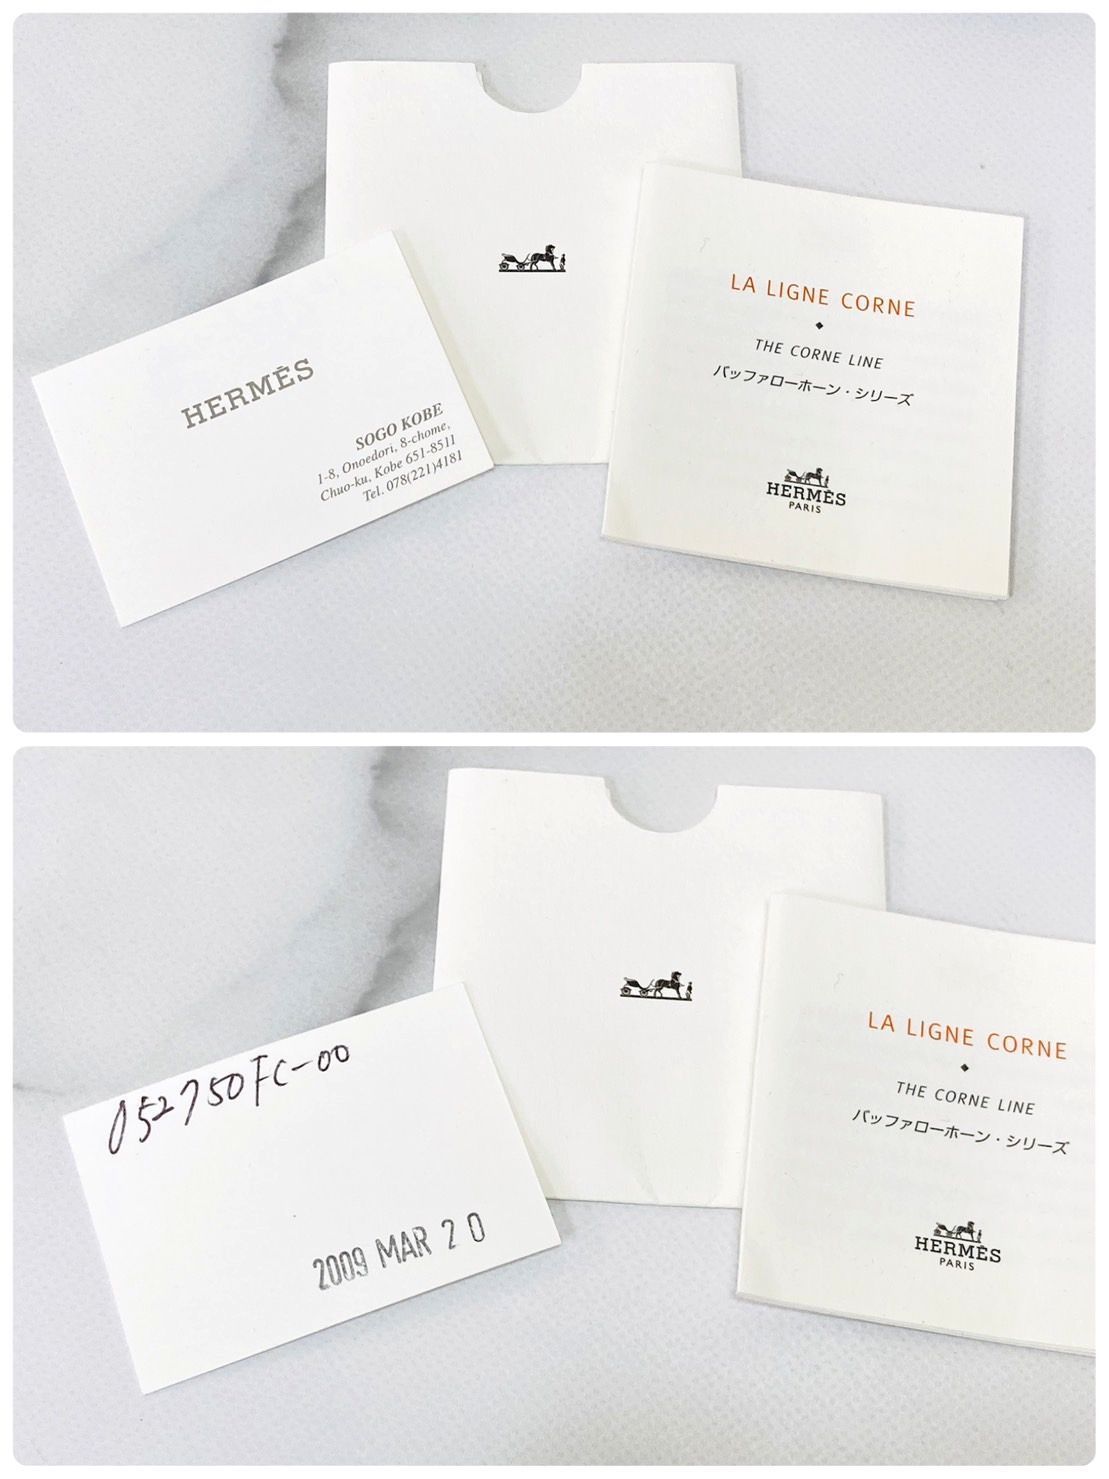 HERMÈS
SOGO KOBE
1-8, Onoedori, 8-chome,
Chuo-ku, Kobe 651-8511
Tel. 078(221)4181
LA LIGNE CORNE
THE CORNE LINE
バッファローホーン・シリーズ
HERMÈS
PARIS
052750FC-00
2009 MAR 20
LA LIGNE CORNE
THE CORNE LINE
バッファローホーン・シリーズ
HERMÈS
PARIS